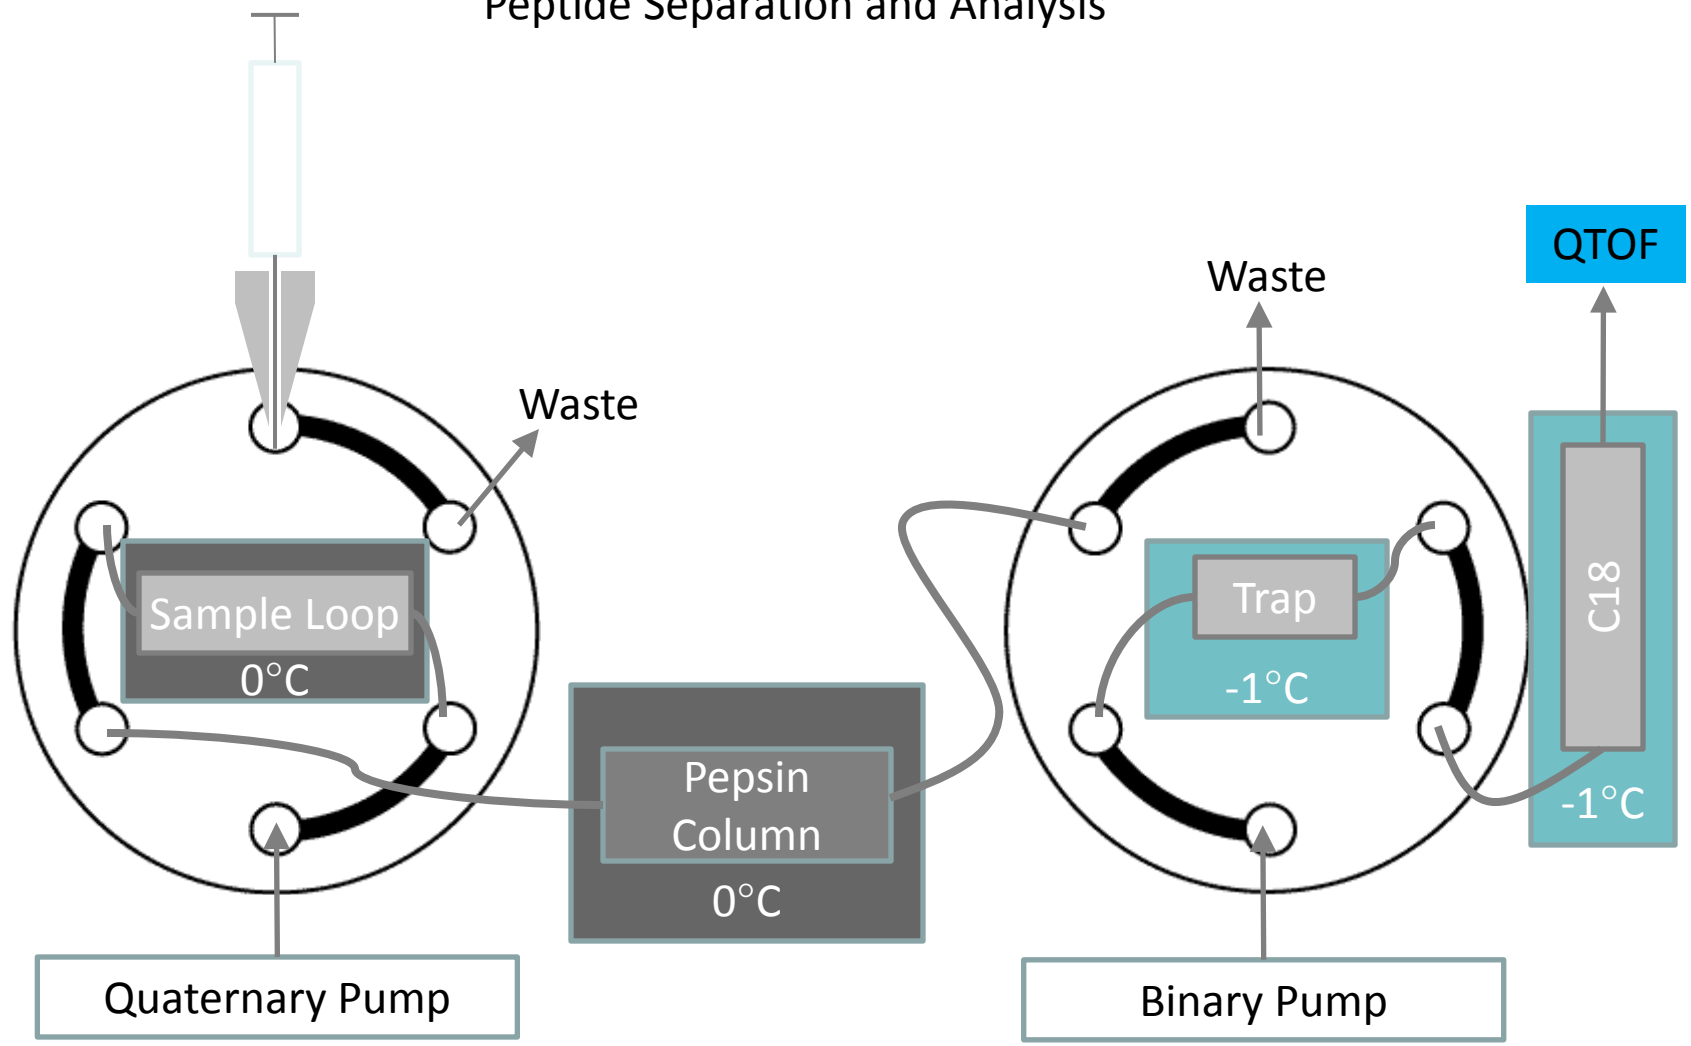 Peptide Separation and Analysis
QTOF
Waste
Waste
Sample Loop
0°C
Trap
-1°C
C18
-1°C
Pepsin
Column
0°C
Quaternary Pump
Binary Pump